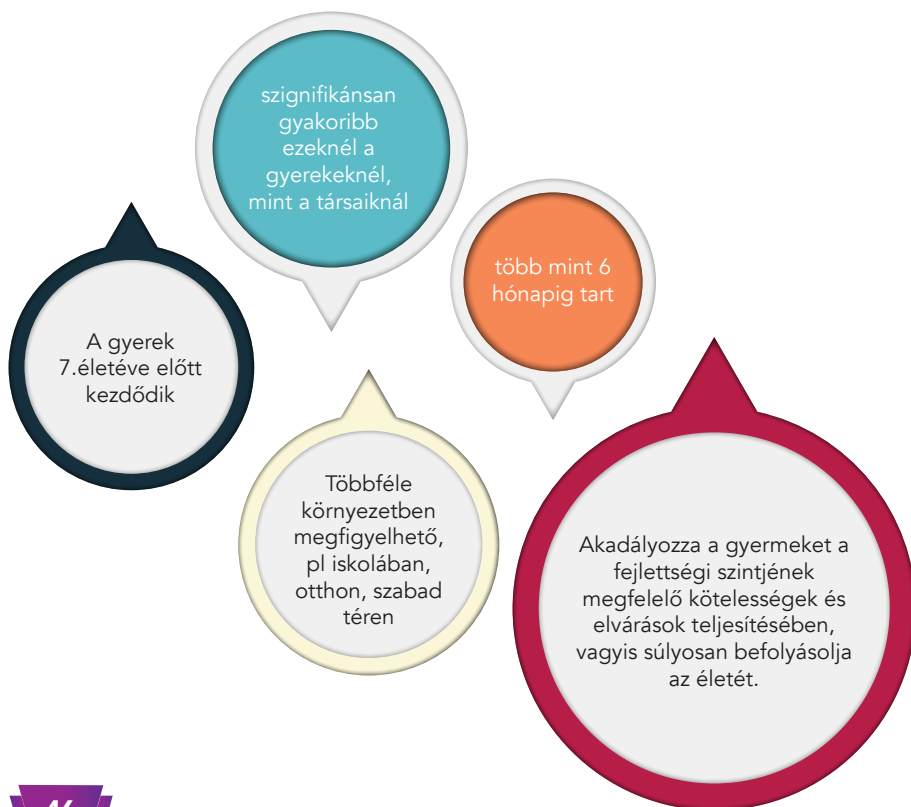 szignifikánsan
gyakoribb
ezeknél a
gyerekeknél,
mint a társaiknál
több mint 6
hónapig tart
A gyerek
7.életéve előtt
kezdődik
Többféle
környezetben
megfigyelhető,
pl iskolában,
otthon, szabad
téren
Akadályozza a gyermeket a
fejlettségi szintjének
megfelelő kötelességek és
elvárások teljesítésében,
vagyis súlyosan befolyásolja
az életét.